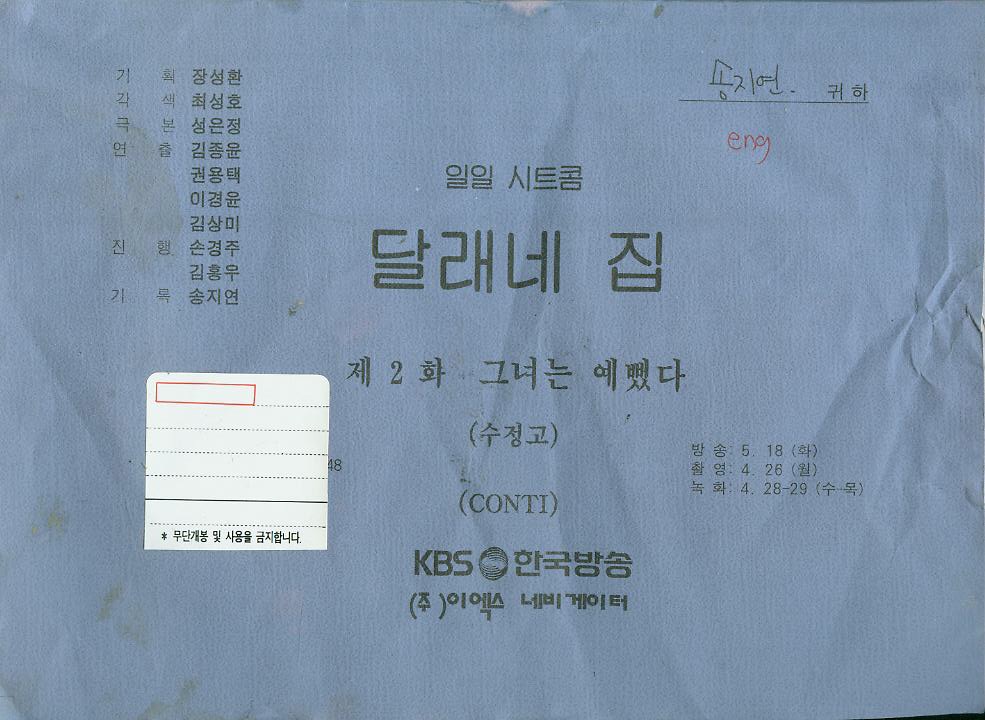 기 획 장성환
각 색 최성호
극 본 성은정
연 출 김종윤
권용택
이경윤
김상미
진 행 손경주
김홍우
기 록 송지연
송지연. 귀하
eng
일일 시트콤
달래네 집
제 2 화 그녀는 예뻤다
(수정고)
(CONTI)
방 송: 5. 18 (화)
촬 영: 4. 26 (월)
녹 화: 4. 28-29 (수·목)
48
* 무단개봉 및 사용을 금지합니다.
KBS 한국방송
(주)이엑스 네비게이터